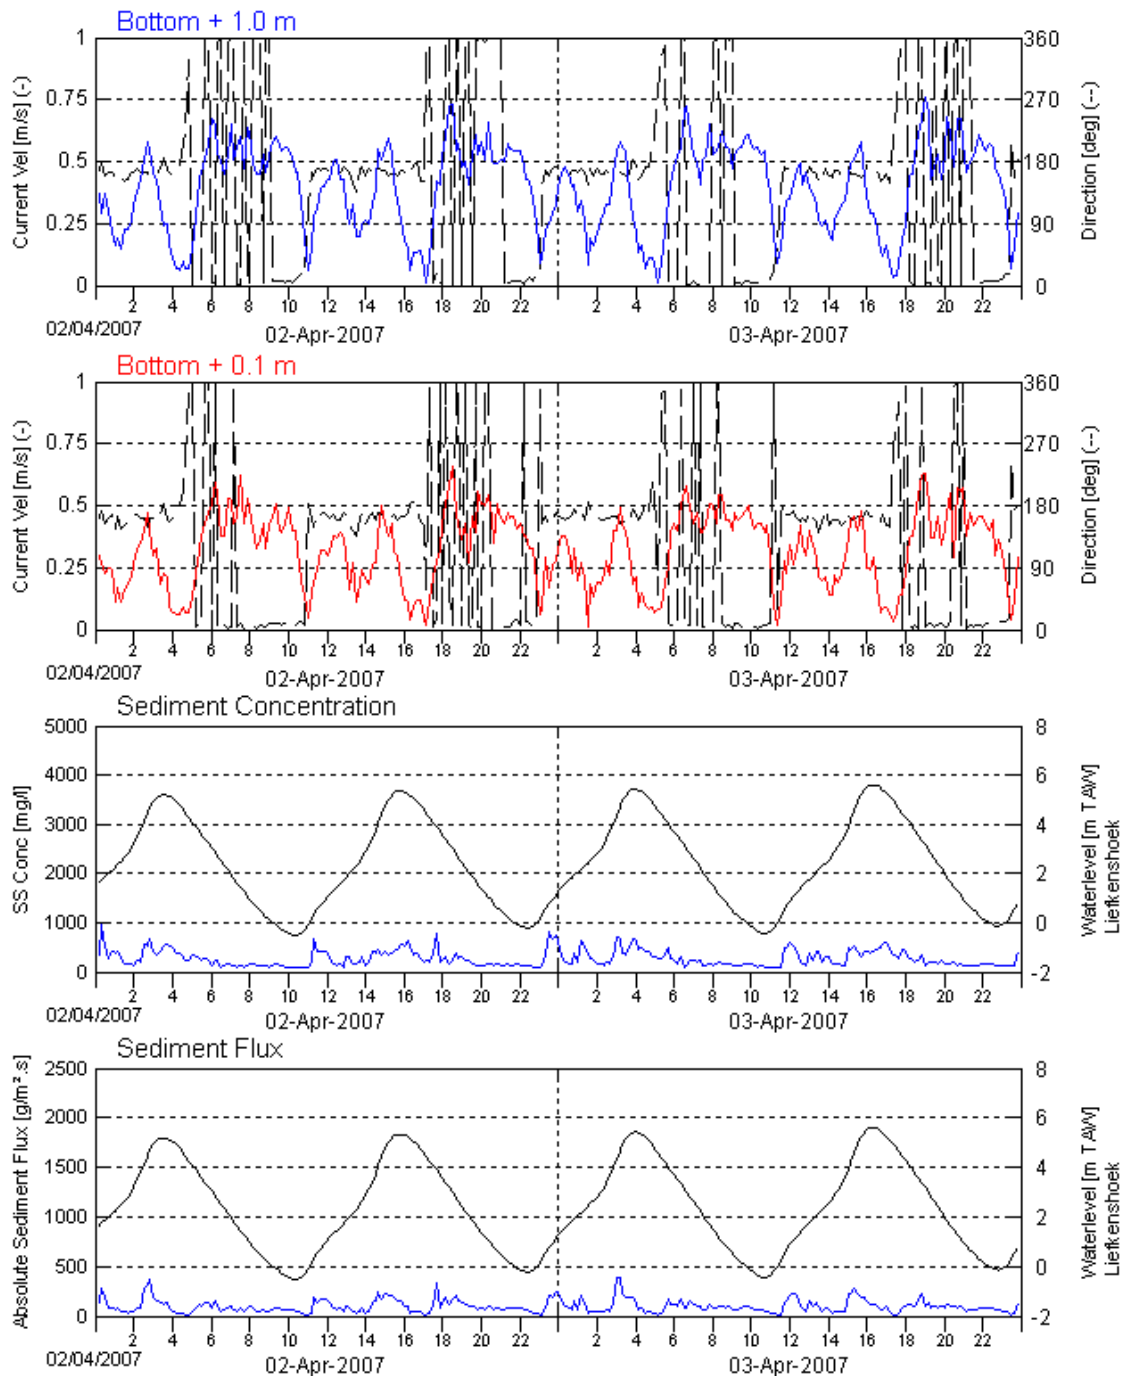 Bottom + 1.0 m
1 360
0.75 270
0.5 180
0.25 90
0 0
Current Vel [m/s] (-)
Direction [deg] (--)
2 4 6 8 10 12 14 16 18 20 22 2 4 6 8 10 12 14 16 18 20 22
02/04/2007 02-Apr-2007 03-Apr-2007
Bottom + 0.1 m
1 360
0.75 270
0.5 180
0.25 90
0 0
Current Vel [m/s] (-)
Direction [deg] (--)
2 4 6 8 10 12 14 16 18 20 22 2 4 6 8 10 12 14 16 18 20 22
02/04/2007 02-Apr-2007 03-Apr-2007
Sediment Concentration
5000 8
4000 6
3000 4
2000 2
1000 0
0 -2
SS Conc [mg/l]
Waterlevel [m TAW]
Liefkenshoek
2 4 6 8 10 12 14 16 18 20 22 2 4 6 8 10 12 14 16 18 20 22
02/04/2007 02-Apr-2007 03-Apr-2007
Sediment Flux
2500 8
2000 6
1500 4
1000 2
500 0
0 -2
Absolute Sediment Flux [g/m².s]
Waterlevel [m TAW]
Liefkenshoek
2 4 6 8 10 12 14 16 18 20 22 2 4 6 8 10 12 14 16 18 20 22
02/04/2007 02-Apr-2007 03-Apr-2007